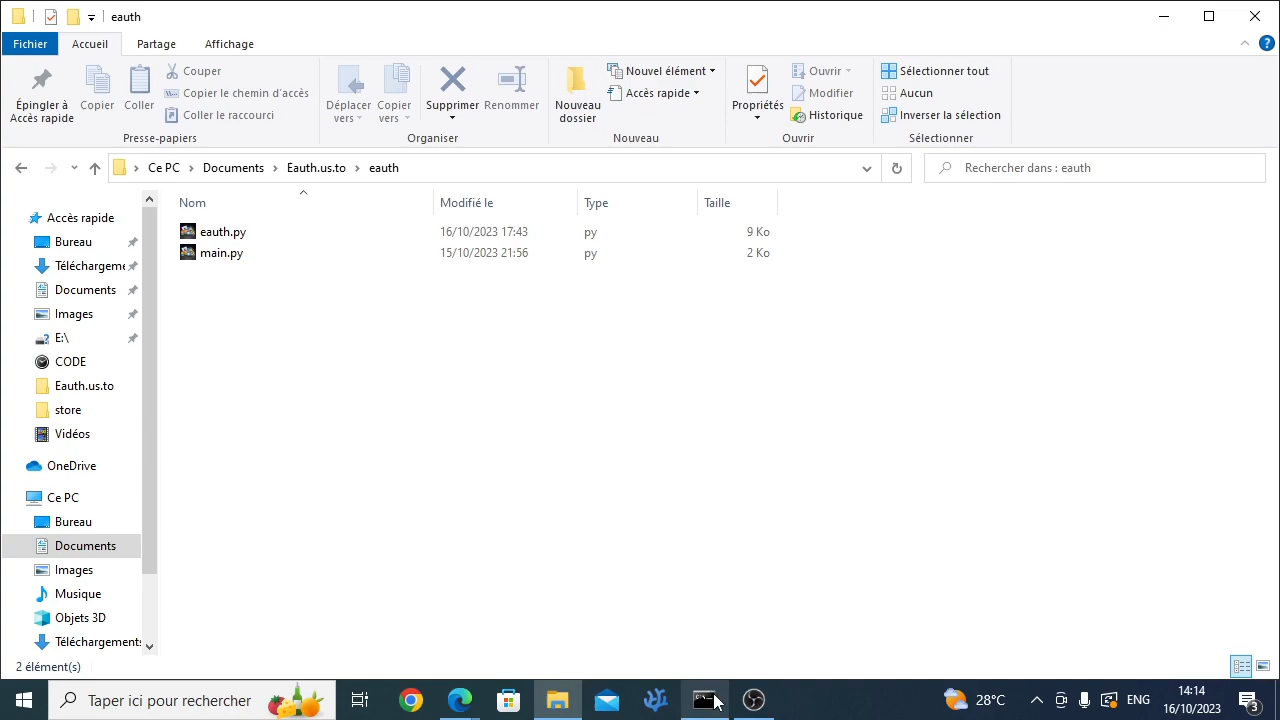 eauth
Fichier Accueil Partage Affichage
Épingler à Accès rapide
Copier
Coller
Couper
Copier le chemin d'accès
ller le raccourci
Presse-papiers
Déplacer vers
Copier vers
Supprimer
Renommer
Organiser
Nouveau dossier
Nouvel élément
Accès rapide
Nouveau
Propriétés
Ouvrir
Modifier
Historique
Ouvrir
Sélectionner tout
Aucun
Inverser la sélection
Sélectionner
Ce PC > Documents > Eauth.us.to > eauth
Rechercher dans : eauth
Nom Modifié le Type Taille
eauth.py 16/10/2023 17:43 py 9 Ko
main.py 15/10/2023 21:56 py 2 Ko
Accès rapide
Bureau
Téléchargeme
Documents
Images
E:\
CODE
Eauth.us.to
store
Vidéos
OneDrive
Ce PC
Bureau
Documents
Images
Musique
Objets 3D
Téléchargements
2 élément(s)
Taper ici pour rechercher
28°C
ENG
14:14
16/10/2023
3